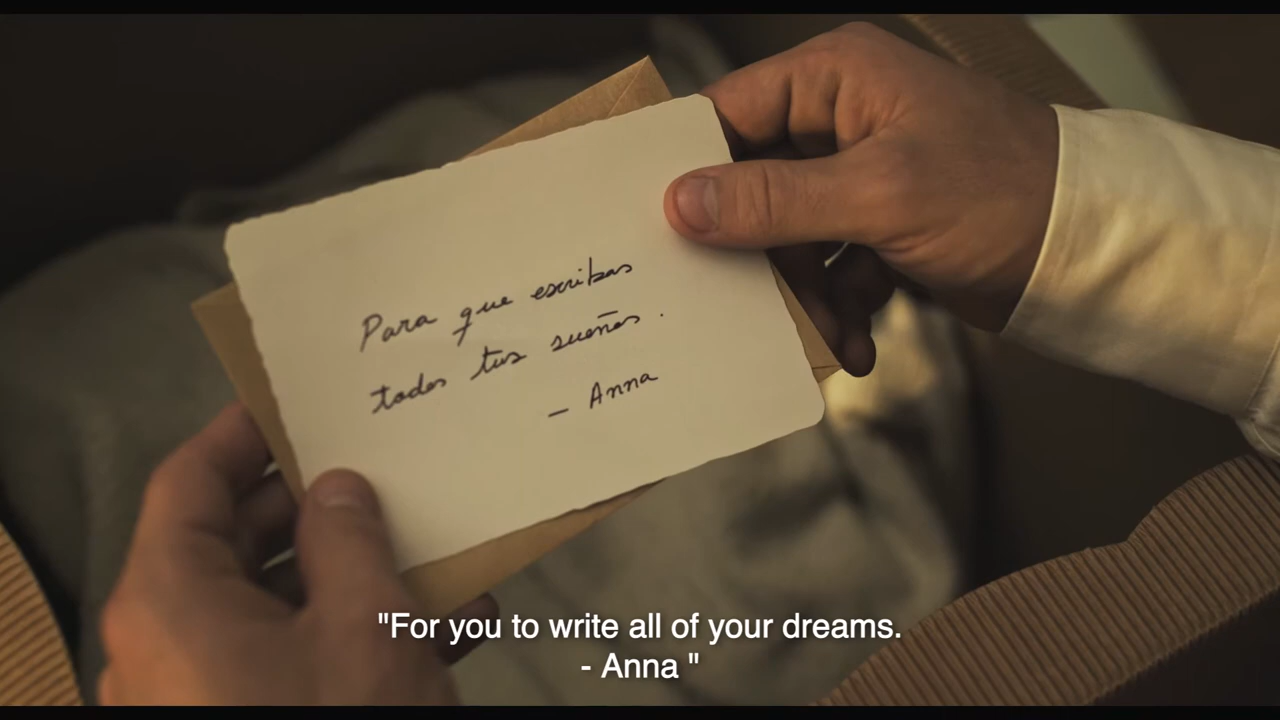 Para que escribas
todos tus sueños.
- Anna
"For you to write all of your dreams.
- Anna "